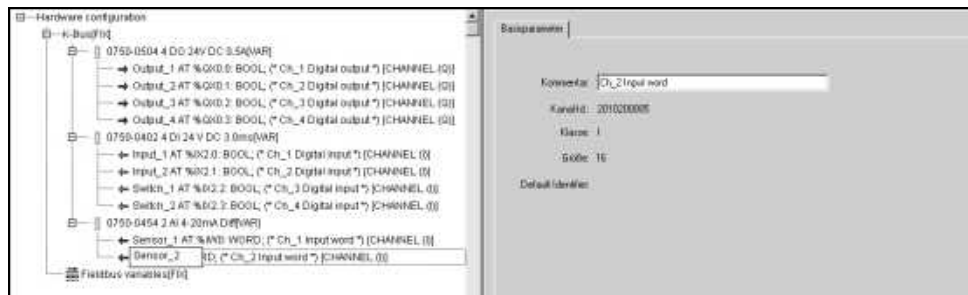 Hardware configuration
K-Bus[FIX]
0750-0504 4 DO 24V DC 0.5A[VAR]
Output_1 AT %QX0.0: BOOL; (* Ch_1 Digital output *) [CHANNEL (Q)]
Output_2 AT %QX0.1: BOOL; (* Ch_2 Digital output *) [CHANNEL (Q)]
Output_3 AT %QX0.2: BOOL; (* Ch_3 Digital output *) [CHANNEL (Q)]
Output_4 AT %QX0.3: BOOL; (* Ch_4 Digital output *) [CHANNEL (Q)]
0750-0402 4 DI 24 V DC 3.0ms[VAR]
Input_1 AT %IX2.0: BOOL; (* Ch_1 Digital input *) [CHANNEL (I)]
Input_2 AT %IX2.1: BOOL; (* Ch_2 Digital input *) [CHANNEL (I)]
Switch_1 AT %IX2.2: BOOL; (* Ch_3 Digital input *) [CHANNEL (I)]
Switch_2 AT %IX2.3: BOOL; (* Ch_4 Digital input *) [CHANNEL (I)]
0750-0454 2 AI 4-20mA Diff[VAR]
Sensor_1 AT %IW0: WORD; (* Ch_1 Input word *) [CHANNEL (I)]
Sensor_2 RD; (* Ch_2 Input word *) [CHANNEL (I)]
Fieldbus variables[FIX]
Basisparameter
Kommentar: Ch_2 Input word
KanalId: 2010200005
Klasse: I
Größe: 16
Default Identifier: